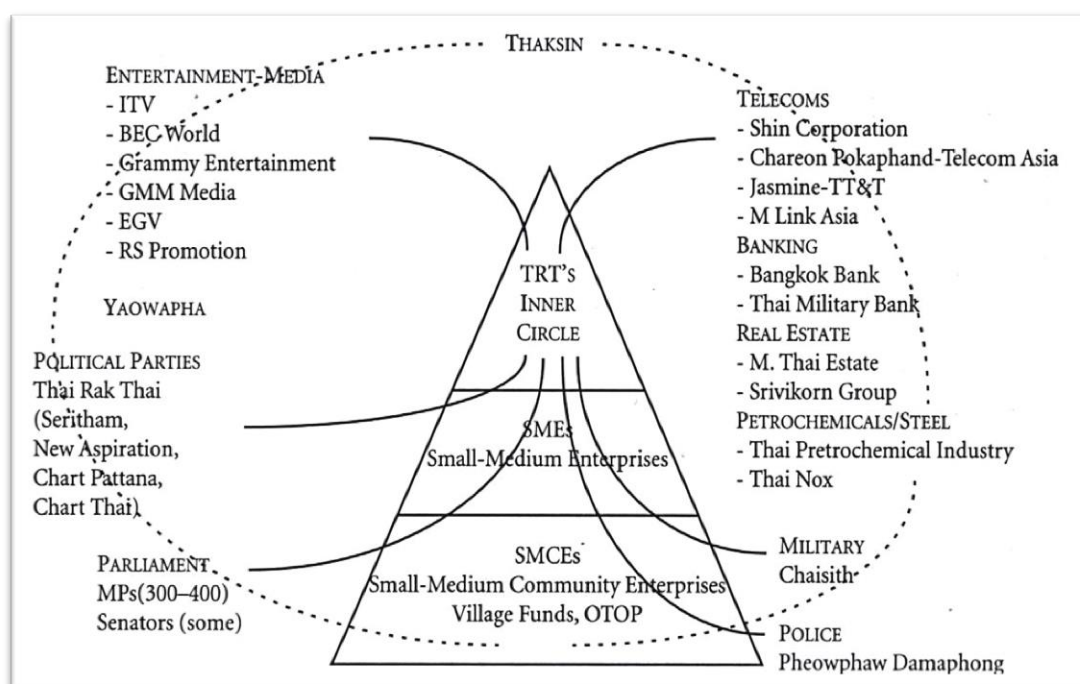 THAKSIN
ENTERTAINMENT-MEDIA
- ITV
- BEC World
- Grammy Entertainment
- GMM Media
- EGV
- RS Promotion
YAOWAPHA
POLITICAL PARTIES
Thai Rak Thai
(Seritham,
New Aspiration,
Chart Pattana,
Chart Thai)
PARLIAMENT
MPs(300–400)
Senators (some)
TRT'S
INNER
CIRCLE
SMEs
Small-Medium Enterprises
SMCEs
Small-Medium Community Enterprises
Village Funds, OTOP
TELECOMS
- Shin Corporation
- Chareon Pokaphand-Telecom Asia
- Jasmine-TT&T
- M Link Asia
BANKING
- Bangkok Bank
- Thai Military Bank
REAL ESTATE
- M. Thai Estate
- Srivikorn Group
PETROCHEMICALS/STEEL
- Thai Pretrochemical Industry
- Thai Nox
MILITARY
Chaisith
POLICE
Pheowphaw Damaphong